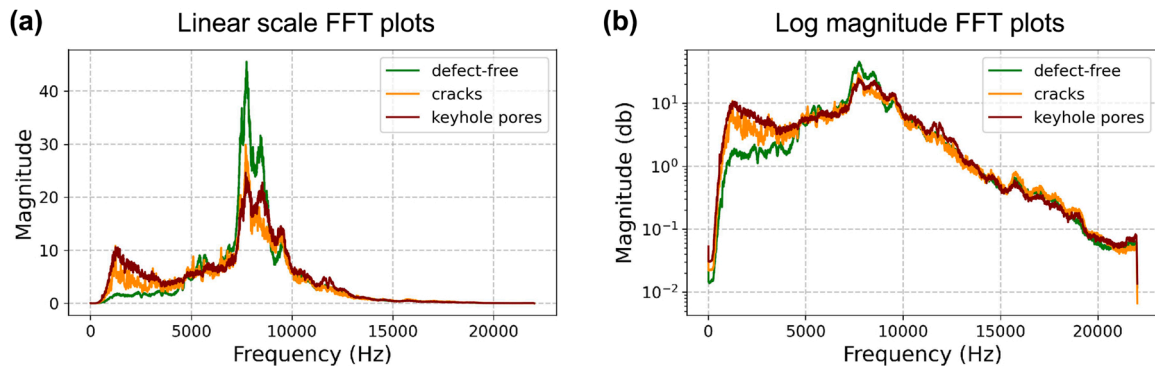 (a) Linear scale FFT plots
Magnitude
40
30
20
10
0
0 5000 10000 15000 20000
Frequency (Hz)
defect-free
cracks
keyhole pores
(b) Log magnitude FFT plots
Magnitude (db)
10¹
10⁰
10⁻¹
10⁻²
0 5000 10000 15000 20000
Frequency (Hz)
defect-free
cracks
keyhole pores